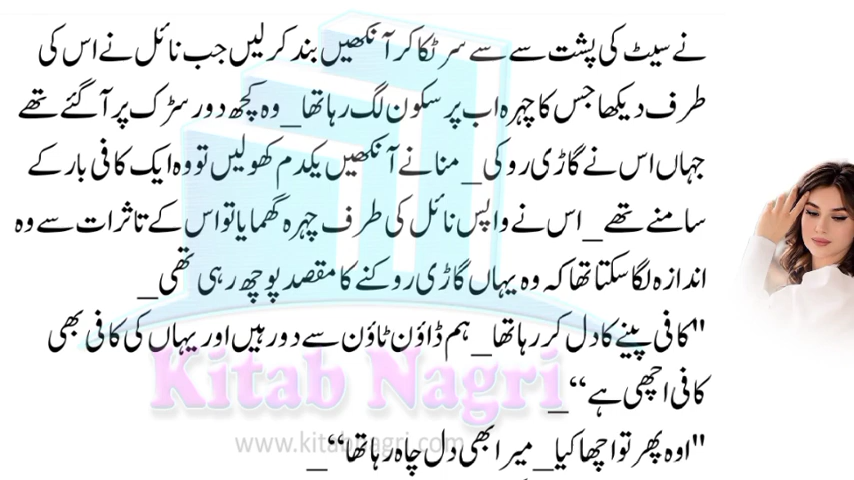 نے سیٹ کی پشت سے سے سر ٹکا کر آنکھیں بند کر لیں جب نائل نے اس کی
طرف دیکھا جس کا چہرہ اب پر سکون لگ رہا تھا_ وہ کچھ دور سڑک پر آگئے تھے
جہاں اس نے گاڑی روکی_ منانے آنکھیں یکدم کھولیں تو وہ ایک کافی بار کے
سامنے تھے_ اس نے واپس نائل کی طرف چہرہ گھمایا تو اس کے تاثرات سے وہ
اندازہ لگا سکتا تھا کہ وہ یہاں گاڑی روکنے کا مقصد پوچھ رہی تھی_
"کافی پینے کا دل کر رہا تھا_ ہم ڈاؤن ٹاؤن سے دور ہیں اور یہاں کی کافی بھی
کافی اچھی ہے“_
"اوہ پھر تو اچھا کیا_ میرا بھی دل چاہ رہا تھا“_
Kitab Nagri
www.kitabnagri.com